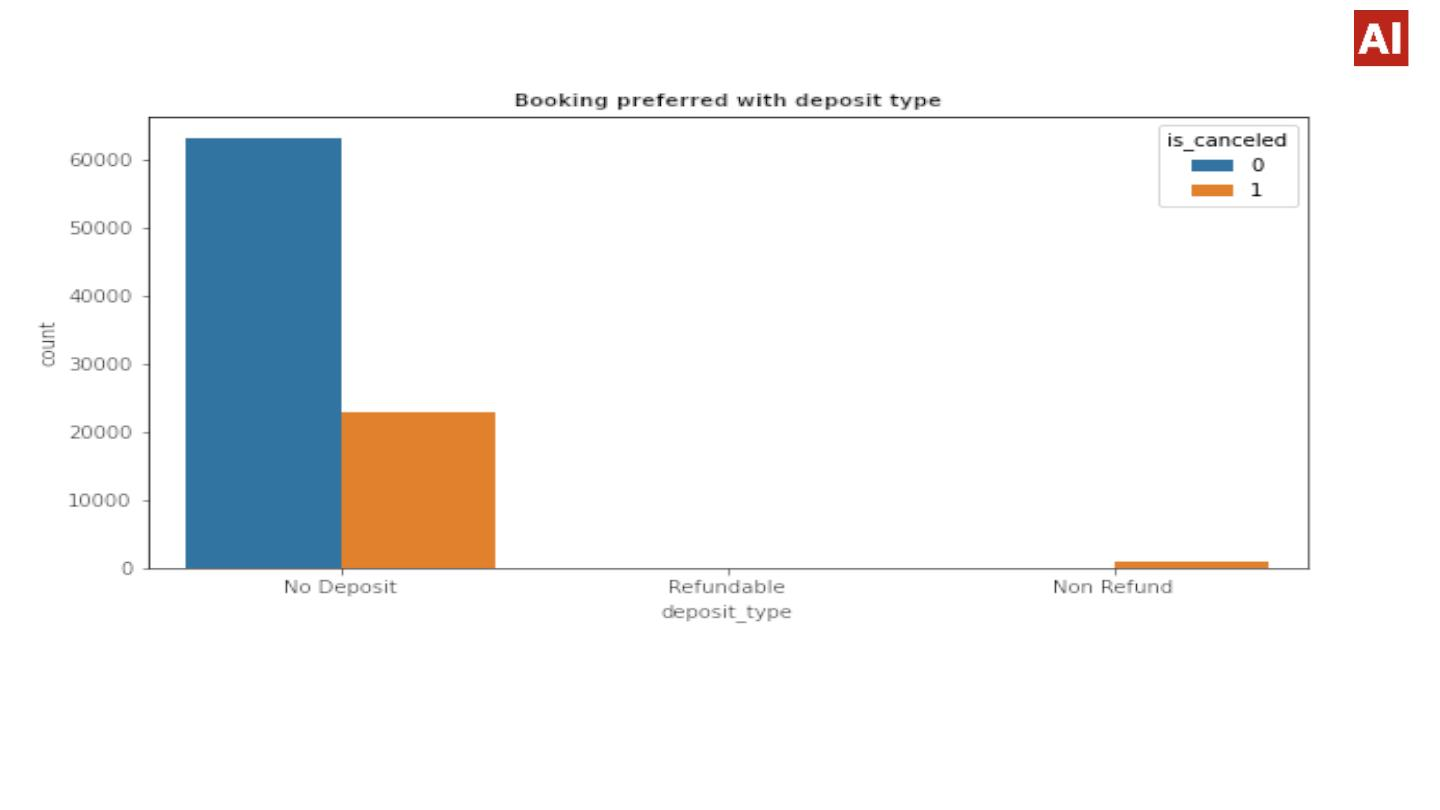 AI
Booking preferred with deposit type
is_canceled
0
1
60000
50000
40000
30000
20000
10000
0
count
No Deposit
Refundable
Non Refund
deposit_type